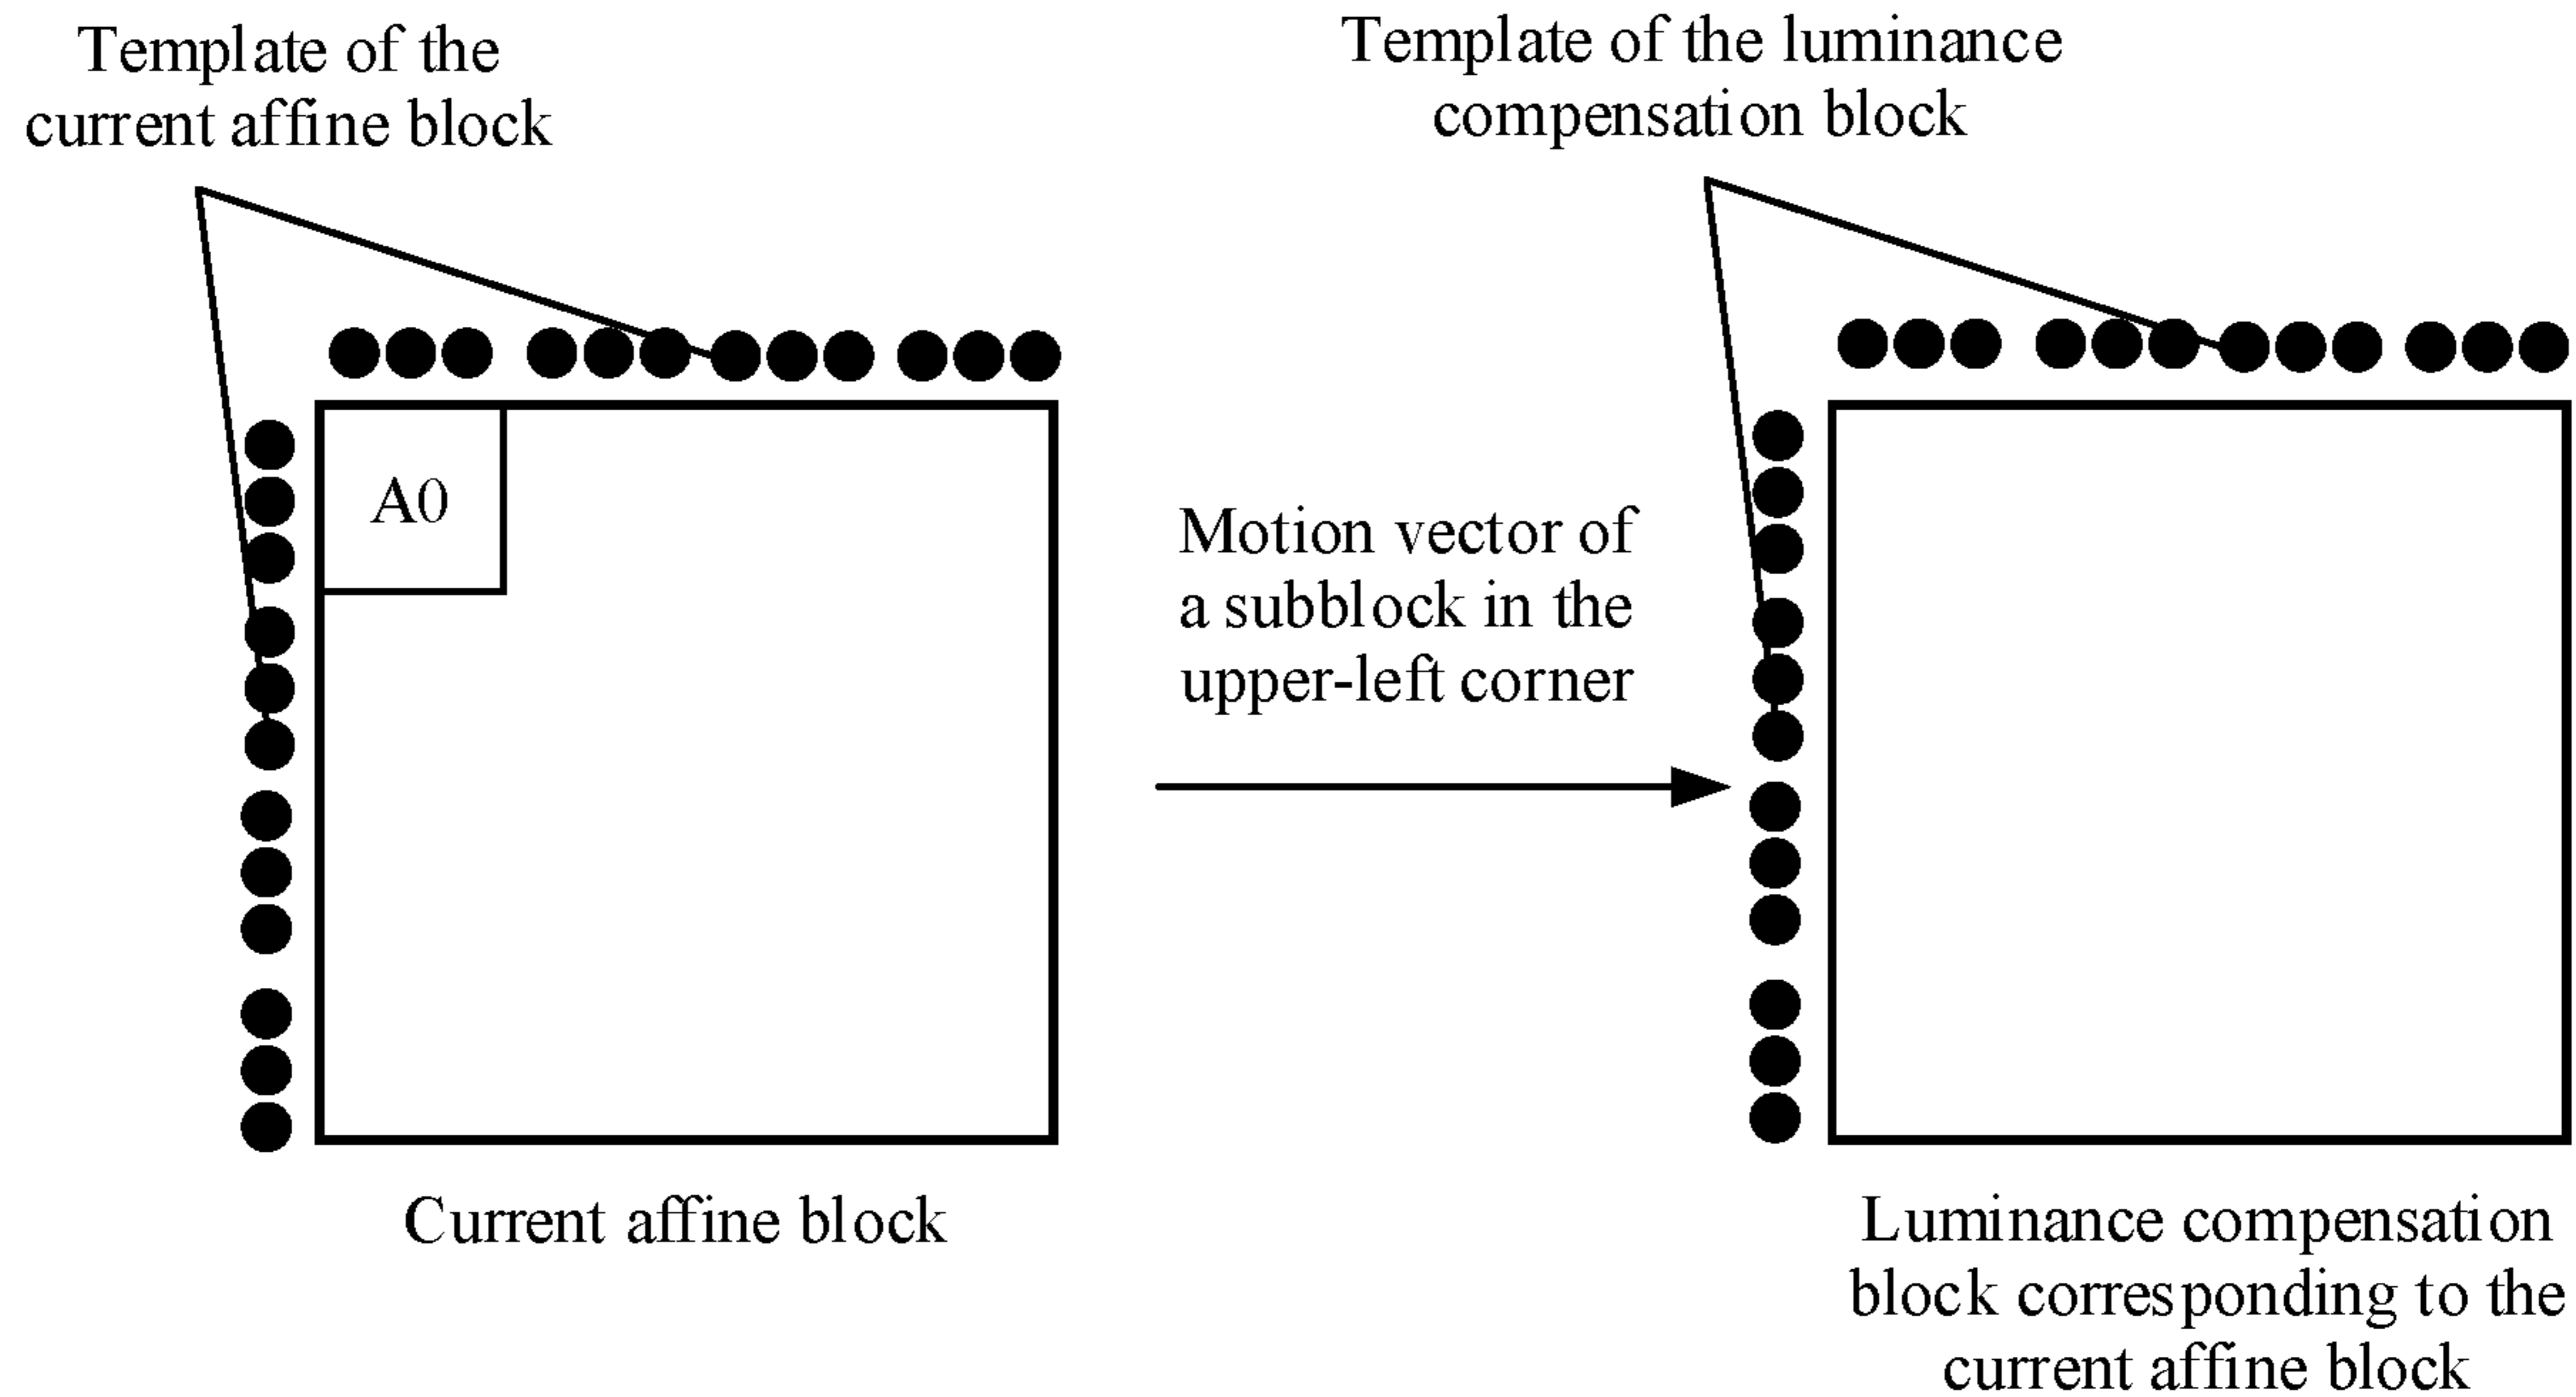 Template of the
current affine block
Template of the luminance
compensation block
A0
Motion vector of
a subblock in the
upper-left corner
Current affine block
Luminance compensation
block corresponding to the
current affine block